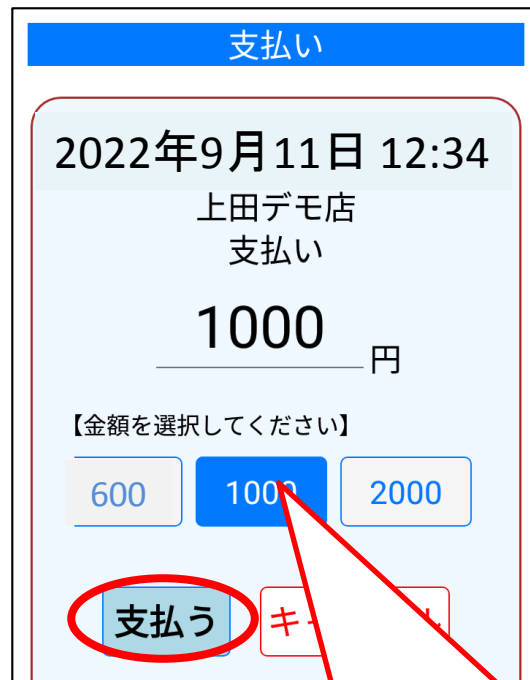 支払い
2022年9月11日 12:34
上田デモ店
支払い
1000
円
【金額を選択してください】
600 1000 2000
支払う